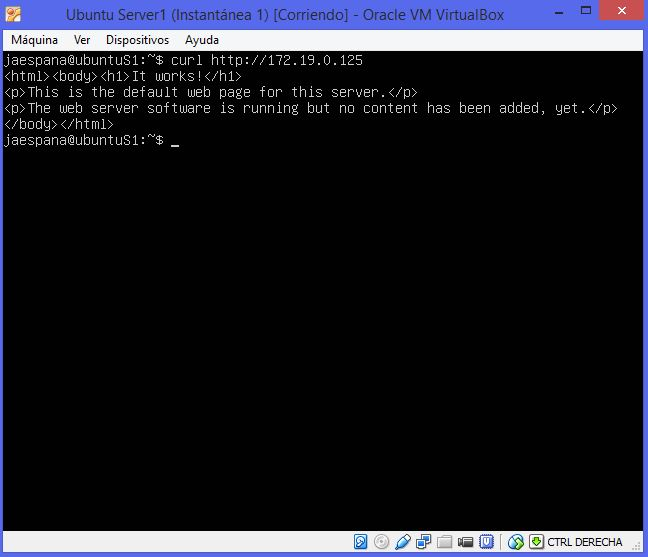 Ubuntu Server1 (Instantánea 1) [Corriendo] - Oracle VM VirtualBox
Máquina Ver Dispositivos Ayuda
jaespana@ubuntuS1:~$ curl http://172.19.0.125
<html><body><h1>It works!</h1>
<p>This is the default web page for this server.</p>
<p>The web server software is running but no content has been added, yet.</p>
</body></html>
jaespana@ubuntuS1:~$ _
CTRL DERECHA